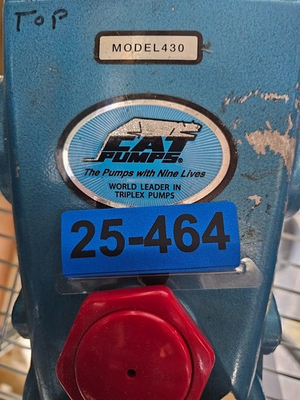 TOP
MODEL430
CAT
PUMPS®
The Pumps with Nine Lives
WORLD LEADER IN
TRIPLEX PUMPS
25-464